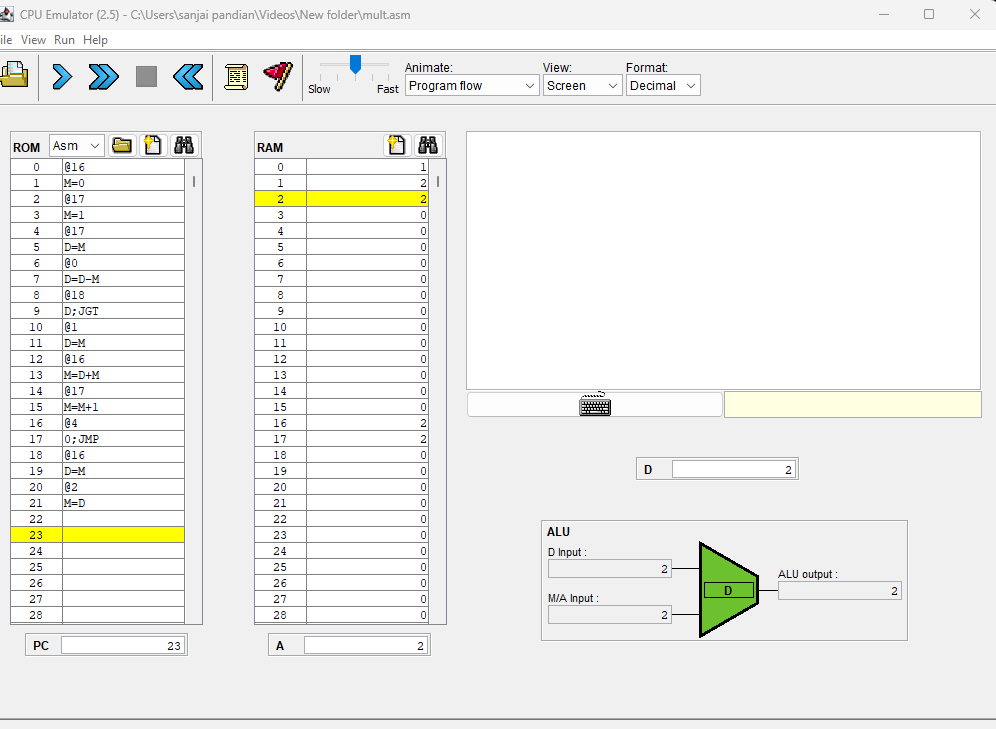 CPU Emulator (2.5) - C:\Users\sanjai pandian\Videos\New folder\mult.asm
ile View Run Help
Slow Fast
Animate: View: Format:
Program flow Screen Decimal
ROM Asm
0 @16
1 M=0
2 @17
3 M=1
4 @17
5 D=M
6 @0
7 D=D-M
8 @18
9 D;JGT
10 @1
11 D=M
12 @16
13 M=D+M
14 @17
15 M=M+1
16 @4
17 0;JMP
18 @16
19 D=M
20 @2
21 M=D
22
23
24
25
26
27
28
PC 23
RAM
0 1
1 2
2 2
3 0
4 0
5 0
6 0
7 0
8 0
9 0
10 0
11 0
12 0
13 0
14 0
15 0
16 2
17 2
18 0
19 0
20 0
21 0
22 0
23 0
24 0
25 0
26 0
27 0
28 0
A 2
D 2
ALU
D Input :
2
M/A Input :
2
D
ALU output :
2